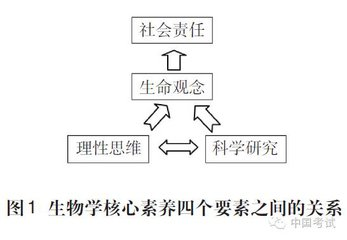 社会责任
生命观念
理性思维
科学研究
图1 生物学核心素养四个要素之间的关系
中国考试